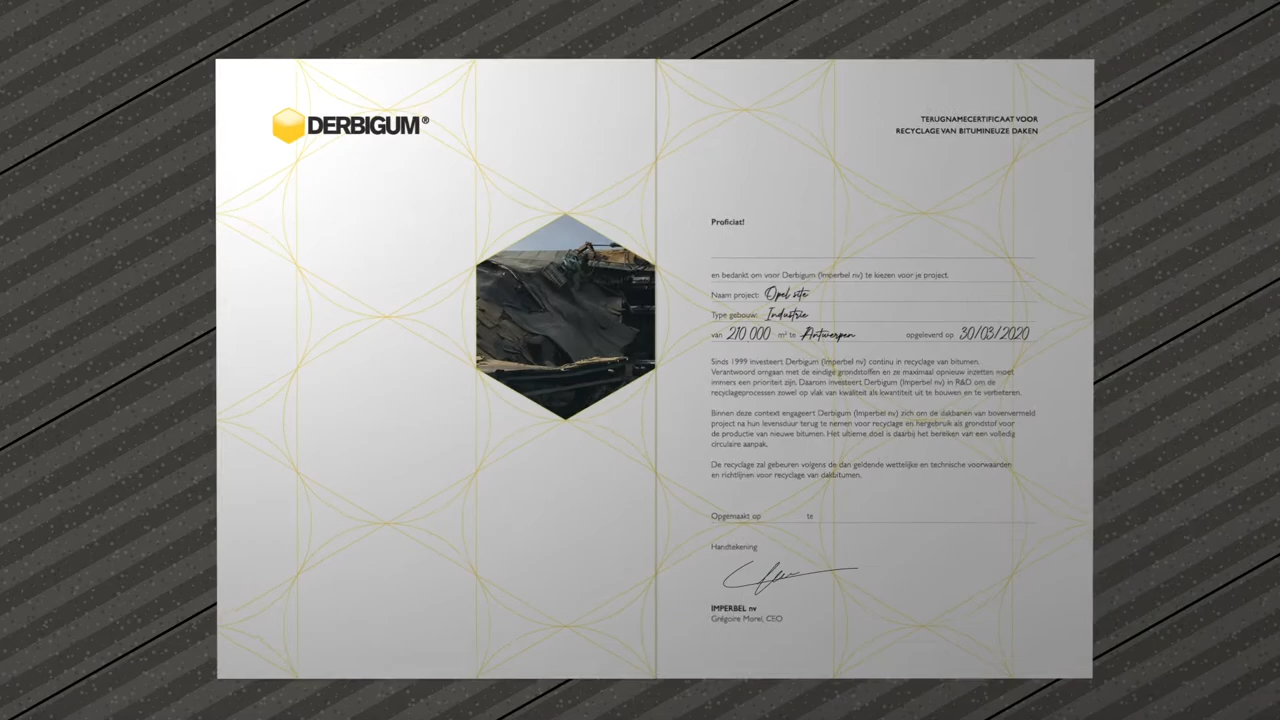 DERBIGUM®
TERUGNAMECERTIFICAAT VOOR
RECYCLAGE VAN BITUMINEUZE DAKEN
Proficiat!
en bedankt om voor Derbigum (Imperbel nv) te kiezen voor je project.
Naam project: Opel site
Type gebouw: Industrie
van 210 000 m² te Antwerpen opgeleverd op 30/03/2020
Sinds 1999 investeert Derbigum (Imperbel nv) continu in recyclage van bitumen.
Verantwoord omgaan met de eindige grondstoffen en ze maximaal opnieuw inzetten moet
immers een prioriteit zijn. Daarom investeert Derbigum (Imperbel nv) in R&D om de
recyclageprocessen zowel op vlak van kwaliteit als kwantiteit uit te bouwen en te verbeteren.
Binnen deze context engageert Derbigum (Imperbel nv) zich om de dakbanen van bovenvermeld
project na hun levensduur terug te nemen voor recyclage en hergebruik als grondstof voor
de productie van nieuwe bitumen. Het ultieme doel is daarbij het bereiken van een volledig
circulaire aanpak.
De recyclage zal gebeuren volgens de dan geldende wettelijke en technische voorwaarden
en richtlijnen voor recyclage van dakbitumen.
Opgemaakt op te
Handtekening
IMPERBEL nv
Grégoire Morel, CEO